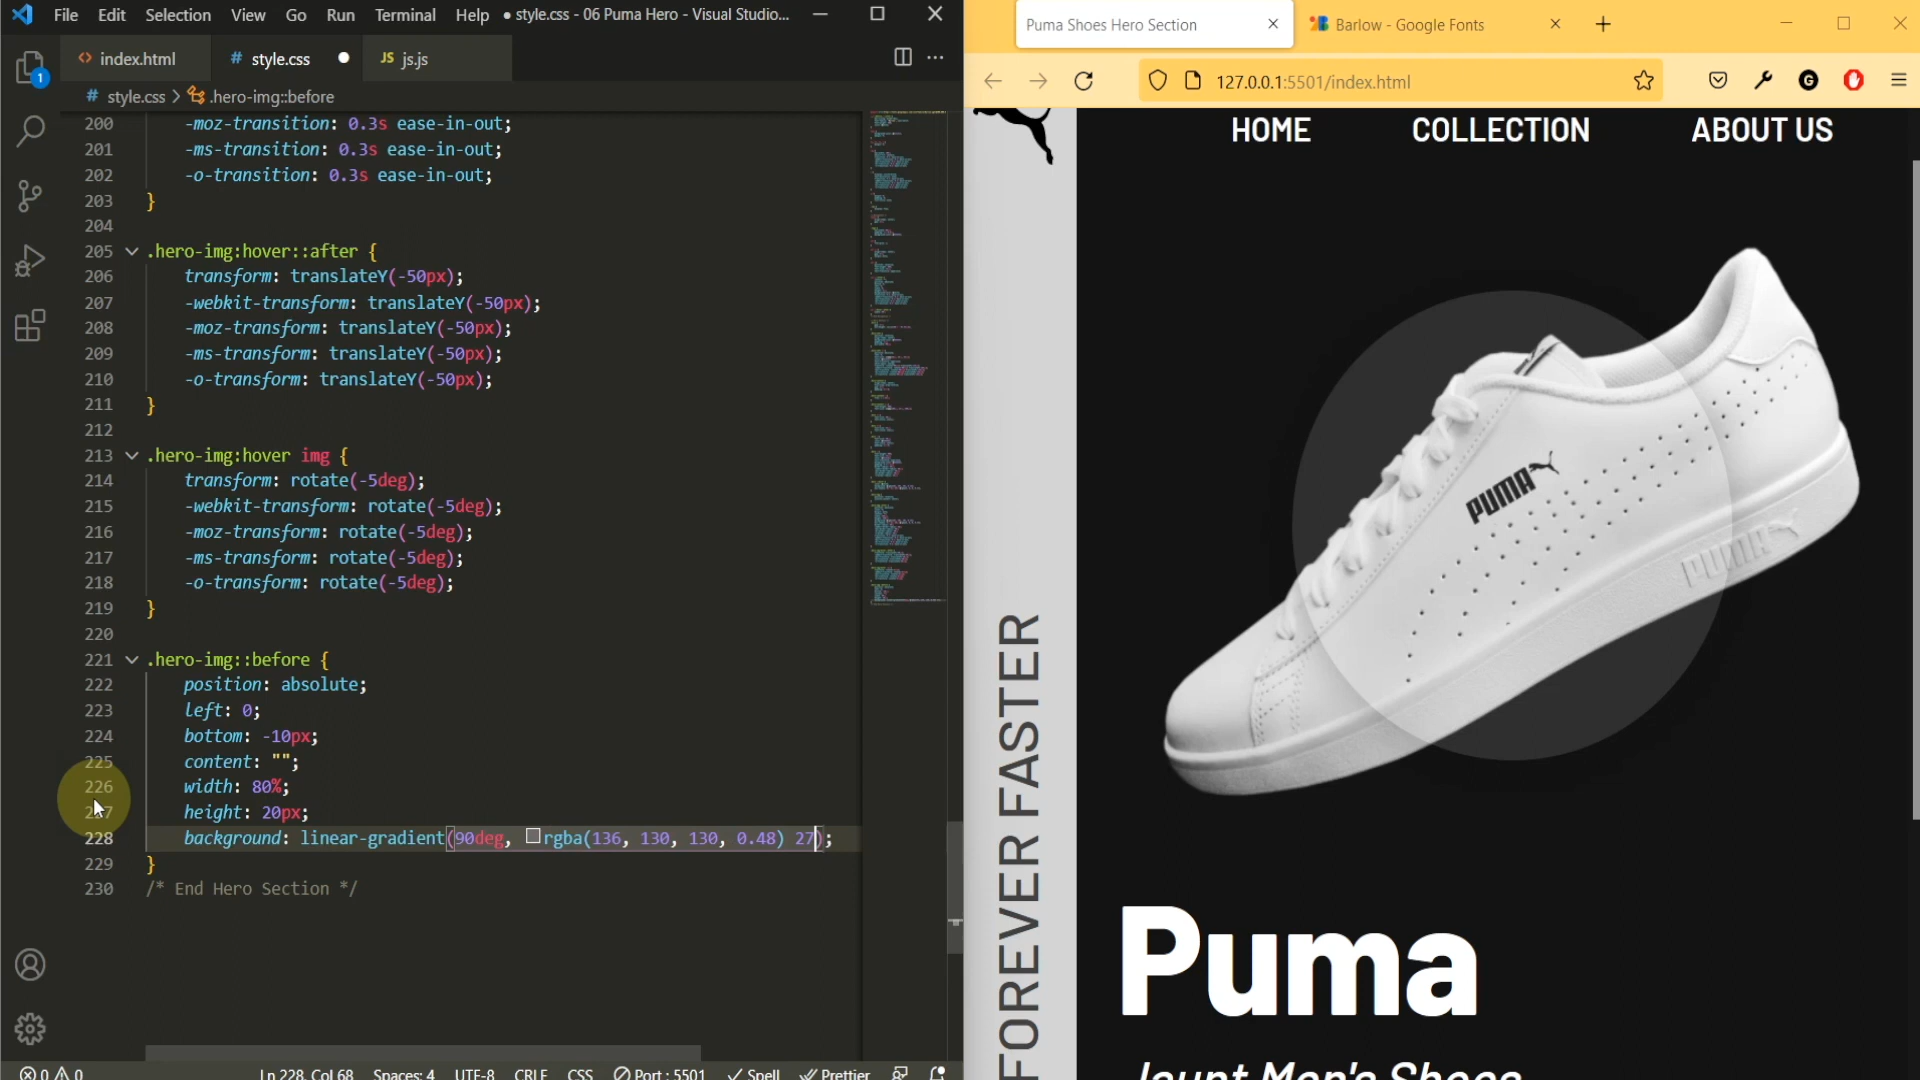 File Edit Selection View Go Run Terminal Help ● style.css - 06 Puma Hero - Visual Studio...
index.html # style.css ● JS js.js
# style.css > .hero-img::before
200 -moz-transition: 0.3s ease-in-out;
201 -ms-transition: 0.3s ease-in-out;
202 -o-transition: 0.3s ease-in-out;
203 }
204
205 .hero-img:hover::after {
206 transform: translateY(-50px);
207 -webkit-transform: translateY(-50px);
208 -moz-transform: translateY(-50px);
209 -ms-transform: translateY(-50px);
210 -o-transform: translateY(-50px);
211 }
212
213 .hero-img:hover img {
214 transform: rotate(-5deg);
215 -webkit-transform: rotate(-5deg);
216 -moz-transform: rotate(-5deg);
217 -ms-transform: rotate(-5deg);
218 -o-transform: rotate(-5deg);
219 }
220
221 .hero-img::before {
222 position: absolute;
223 left: 0;
224 bottom: -10px;
225 content: "";
226 width: 80%;
227 height: 20px;
228 background: linear-gradient(90deg, rgba(136, 130, 130, 0.48) 27);
229 }
230 /* End Hero Section */
1
0 0 Ln 228, Col 68 Spaces: 4 UTF-8 CRLF CSS Port : 5501 Spell Prettier
Puma Shoes Hero Section Barlow - Google Fonts
127.0.0.1:5501/index.html
HOME COLLECTION ABOUT US
PUMA
PUMA
FOREVER FASTER
Puma